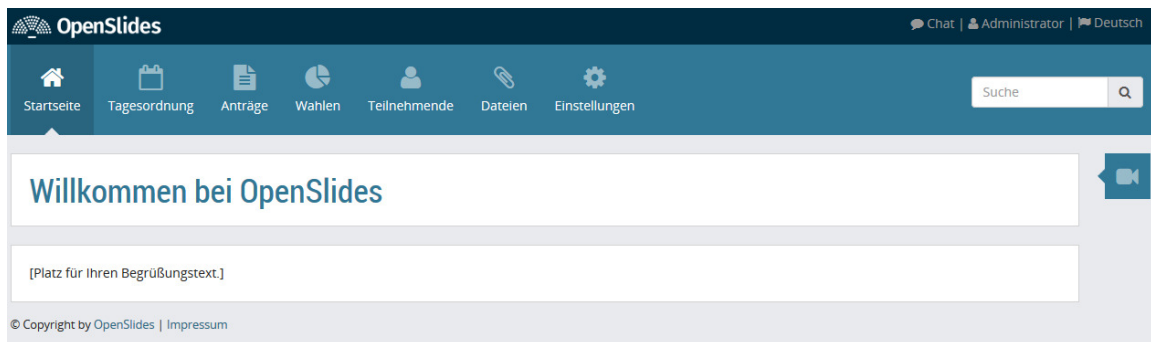 OpenSlides
Chat | Administrator | Deutsch
Startseite Tagesordnung Anträge Wahlen Teilnehmende Dateien Einstellungen
Suche
Willkommen bei OpenSlides
[Platz für Ihren Begrüßungstext.]
© Copyright by OpenSlides | Impressum